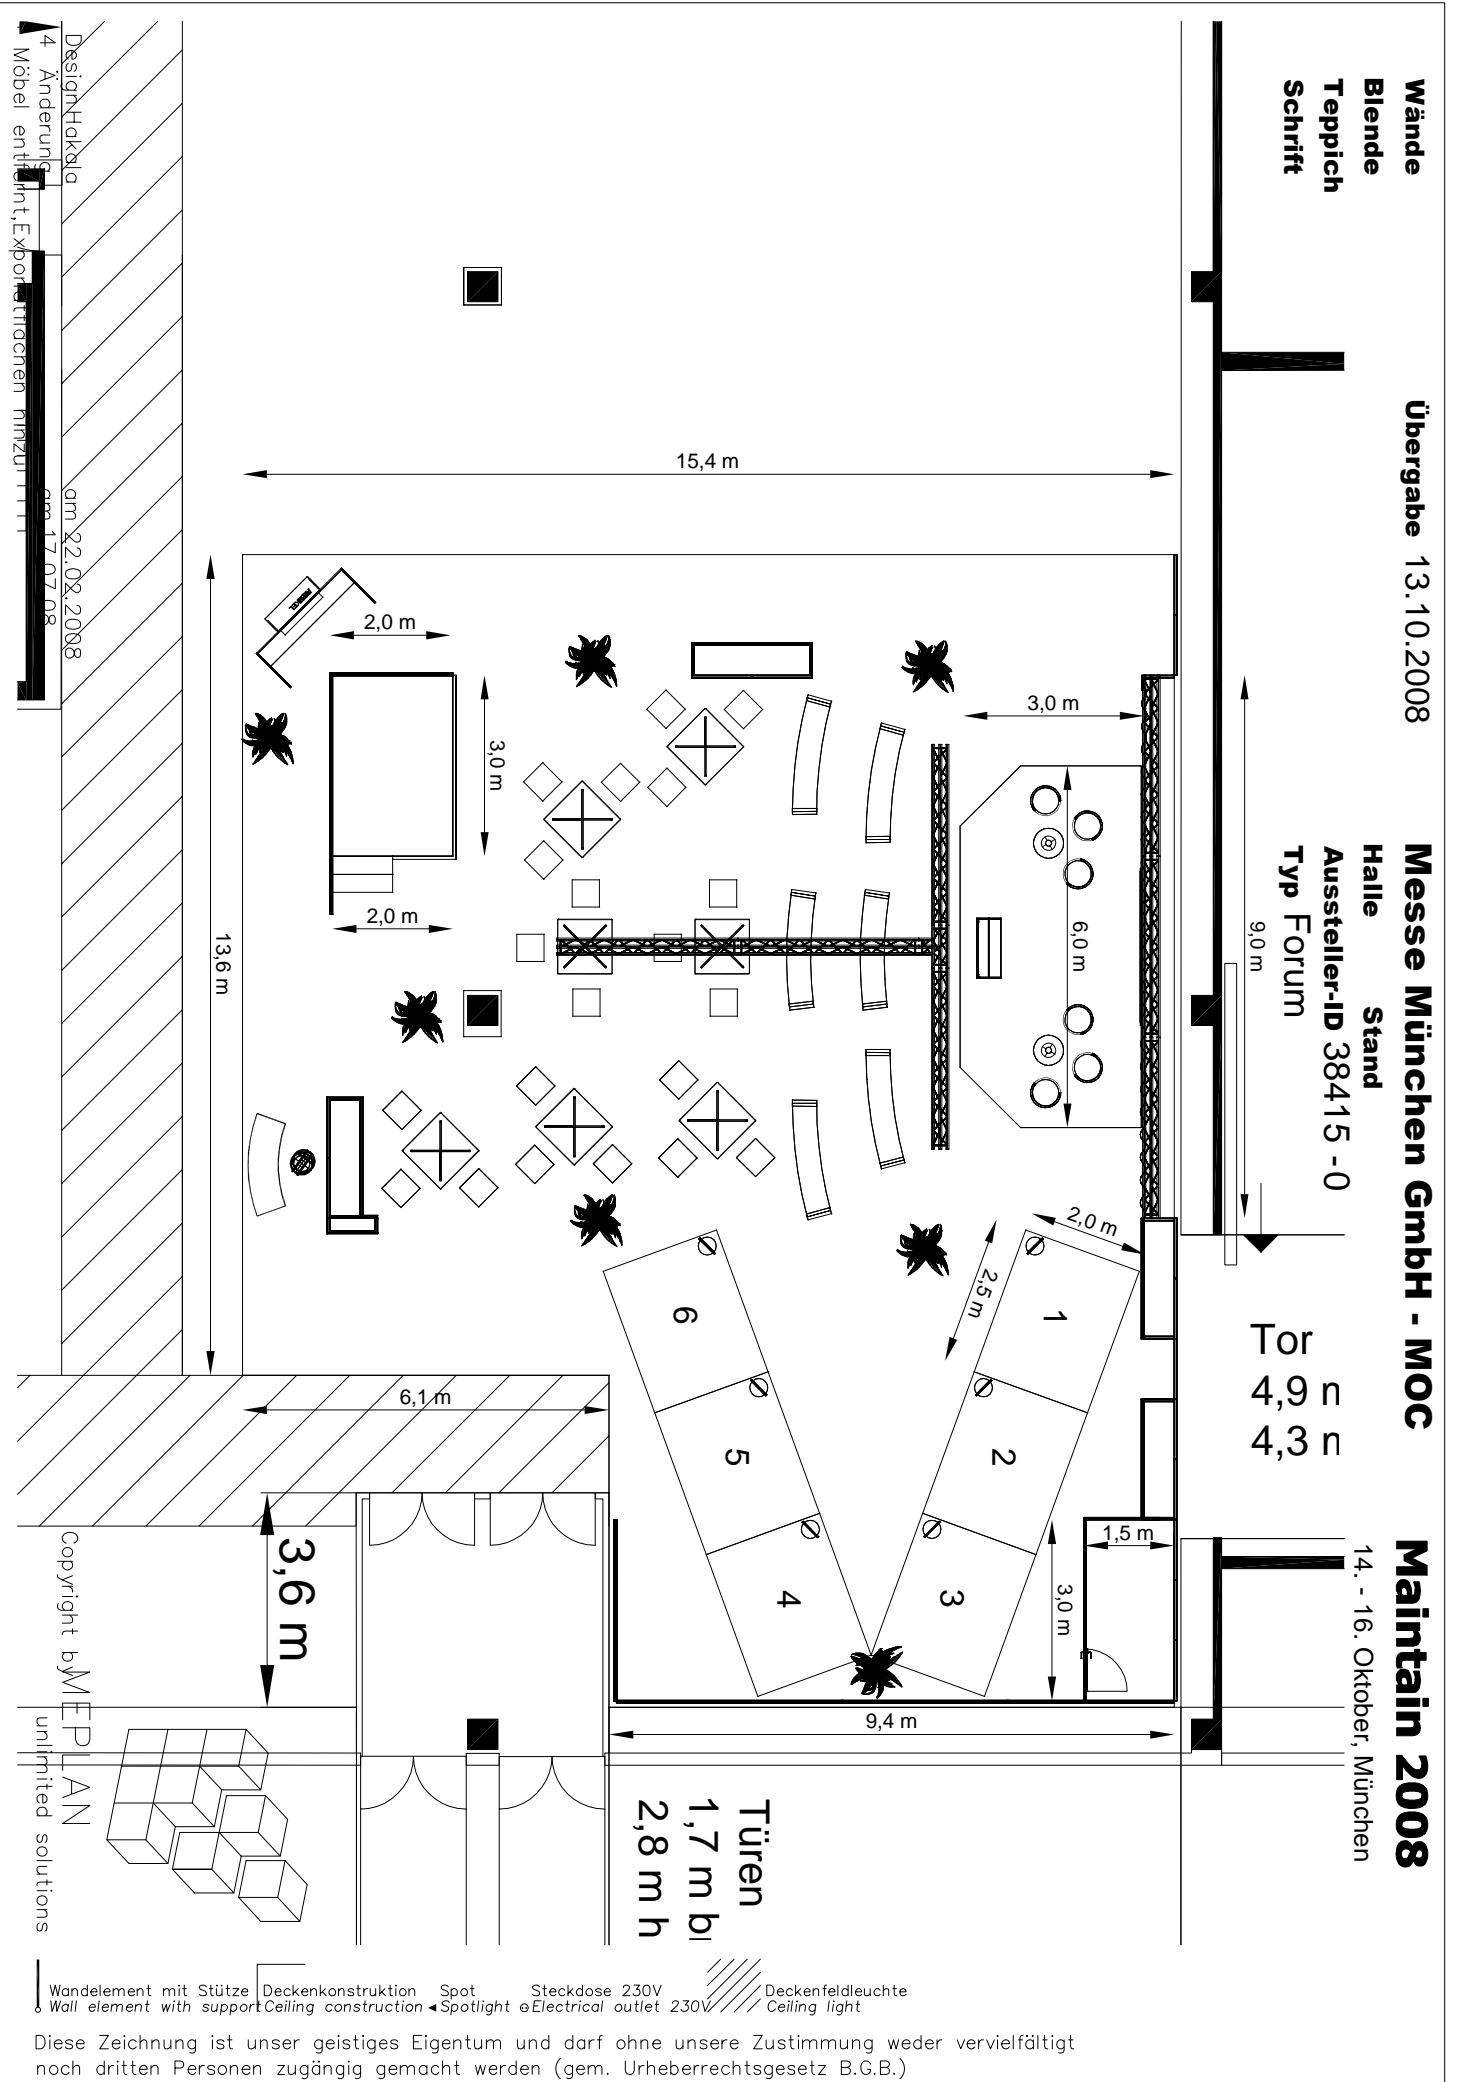 Messe München GmbH - MOC
Maintain 2008
14. - 16. Oktober, München
Wände
Blende
Teppich
Schrift
Übergabe 13.10.2008
Halle Stand
Aussteller-ID 38415 -0
Typ Forum
Tor
4,9 m
4,3 m
9,0 m
15,4 m
3,0 m
6,0 m
2,0 m
3,0 m
2,0 m
13,6 m
2,0 m
2,5 m
1
2
3
4
5
6
1,5 m
3,0 m
6,1 m
9,4 m
3,6 m
Türen
1,7 m
2,8 m h
Design Hakala am 22.02.2008
4 Änderung am 17.07.08
Möbel entfernt, Exponatflächen hinzu
Copyright by MEPLAN
unlimited solutions
Wandelement mit Stütze Deckenkonstruktion Spot Steckdose 230V Deckenfeldleuchte
Wall element with support Ceiling construction Spotlight Electrical outlet 230V Ceiling light
Diese Zeichnung ist unser geistiges Eigentum und darf ohne unsere Zustimmung weder vervielfältigt
noch dritten Personen zugängig gemacht werden (gem. Urheberrechtsgesetz B.G.B.)